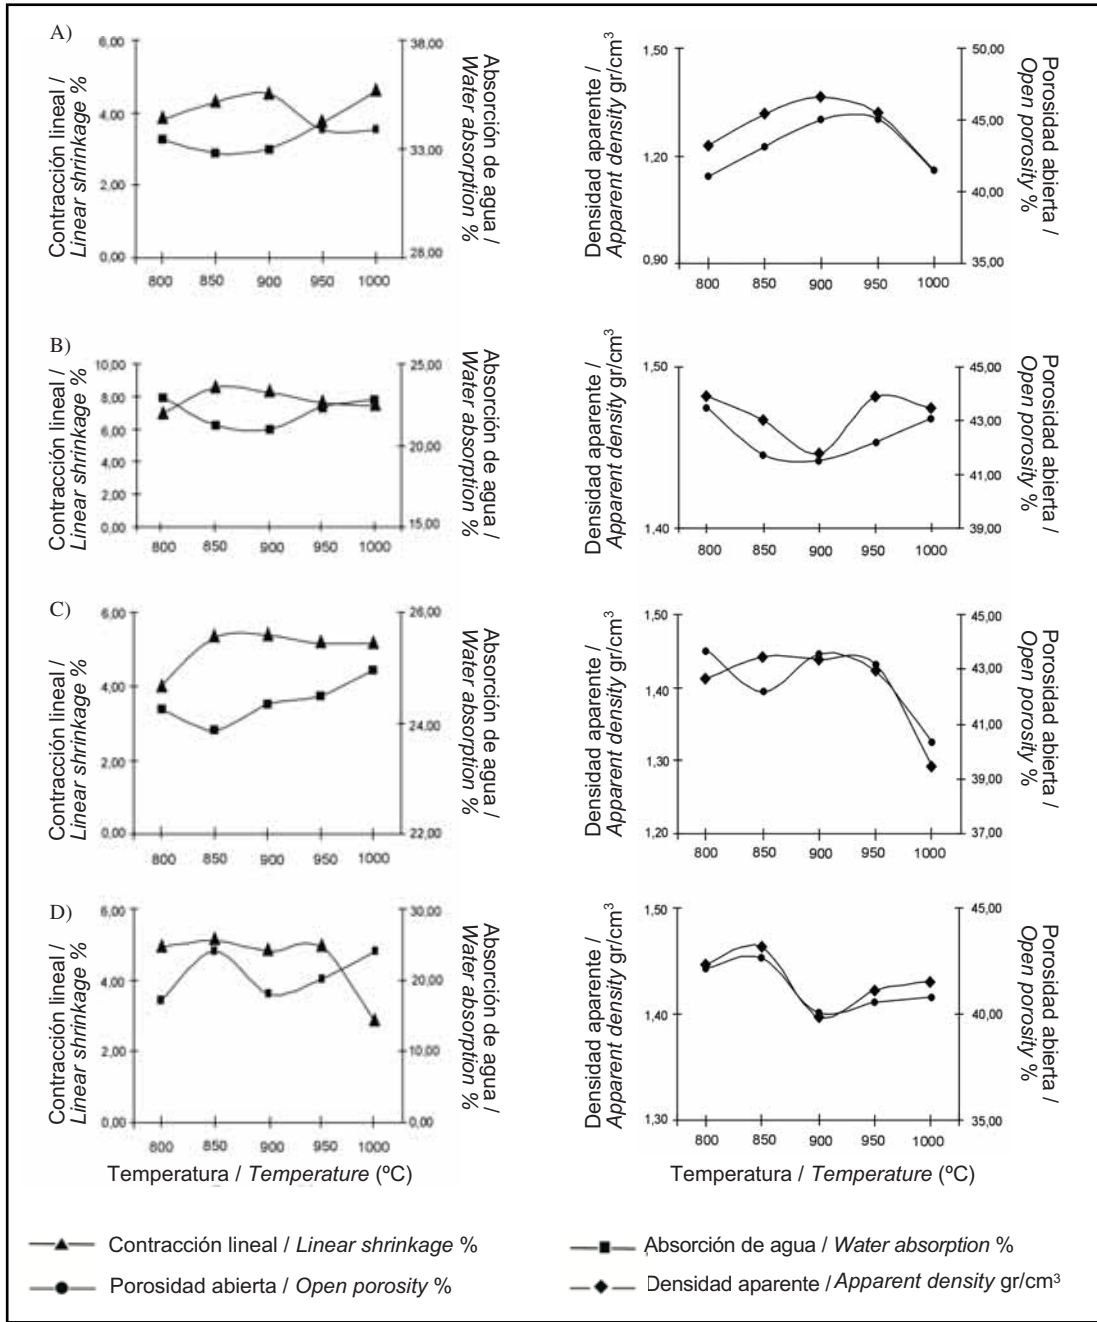 A)
6,00
4,00
2,00
0,00
Contracción lineal /
Linear shrinkage %
38,00
33,00
28,00
Absorción de agua /
Water absorption %
800 850 900 950 1000
1,50
1,20
0,90
Densidad aparente /
Apparent density gr/cm³
50,00
45,00
40,00
35,00
Porosidad abierta /
Open porosity %
800 850 900 950 1000
B)
10,00
8,00
6,00
4,00
2,00
0,00
Contracción lineal /
Linear shrinkage %
25,00
20,00
15,00
Absorción de agua /
Water absorption %
800 850 900 950 1000
1,50
1,40
Densidad aparente /
Apparent density gr/cm³
45,00
43,00
41,00
39,00
Porosidad abierta /
Open porosity %
800 850 900 950 1000
C)
6,00
4,00
2,00
0,00
Contracción lineal /
Linear shrinkage %
26,00
24,00
22,00
Absorción de agua /
Water absorption %
800 850 900 950 1000
1,50
1,40
1,30
1,20
Densidad aparente /
Apparent density gr/cm³
45,00
43,00
41,00
39,00
37,00
Porosidad abierta /
Open porosity %
800 850 900 950 1000
D)
6,00
4,00
2,00
0,00
Contracción lineal /
Linear shrinkage %
30,00
20,00
10,00
0,00
Absorción de agua /
Water absorption %
800 850 900 950 1000
Temperatura / Temperature (ºC)
1,50
1,40
1,30
Densidad aparente /
Apparent density gr/cm³
45,00
40,00
35,00
Porosidad abierta /
Open porosity %
800 850 900 950 1000
Temperatura / Temperature (ºC)
Contracción lineal / Linear shrinkage %
Absorción de agua / Water absorption %
Porosidad abierta / Open porosity %
Densidad aparente / Apparent density gr/cm³